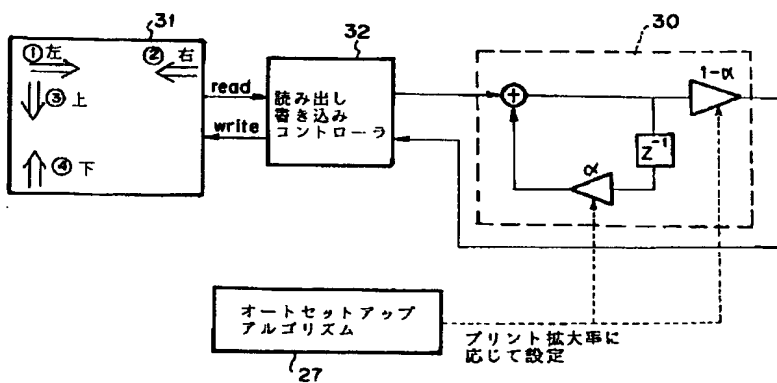 31
①左
②右
③上
④下
read
write
32
読み出し
書き込み
コントローラ
30
+
1-α
Z⁻¹
α
オートセットアップ
アルゴリズム
27
プリント拡大率に
応じて設定